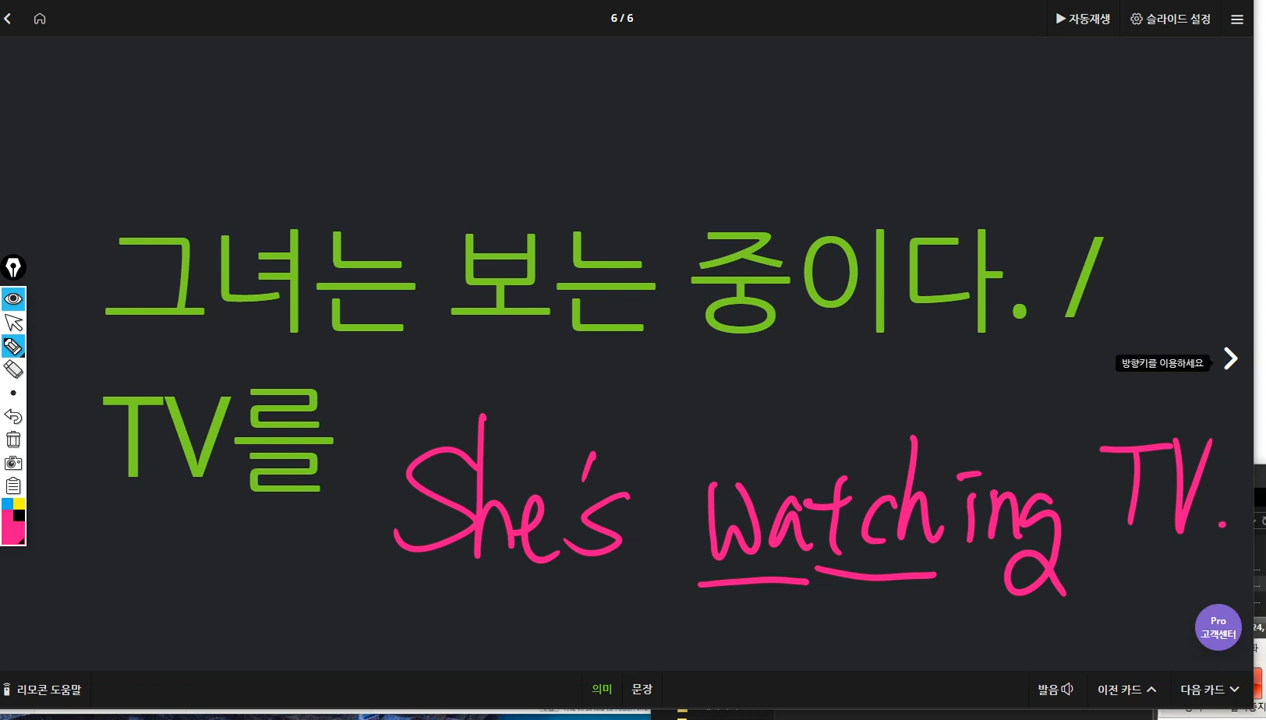 6 / 6
자동재생
슬라이드 설정
그녀는 보는 중이다. /
TV를
방향키를 이용하세요
She's watching TV.
Pro
고객센터
리모콘 도움말
의미
문장
발음
이전 카드
다음 카드